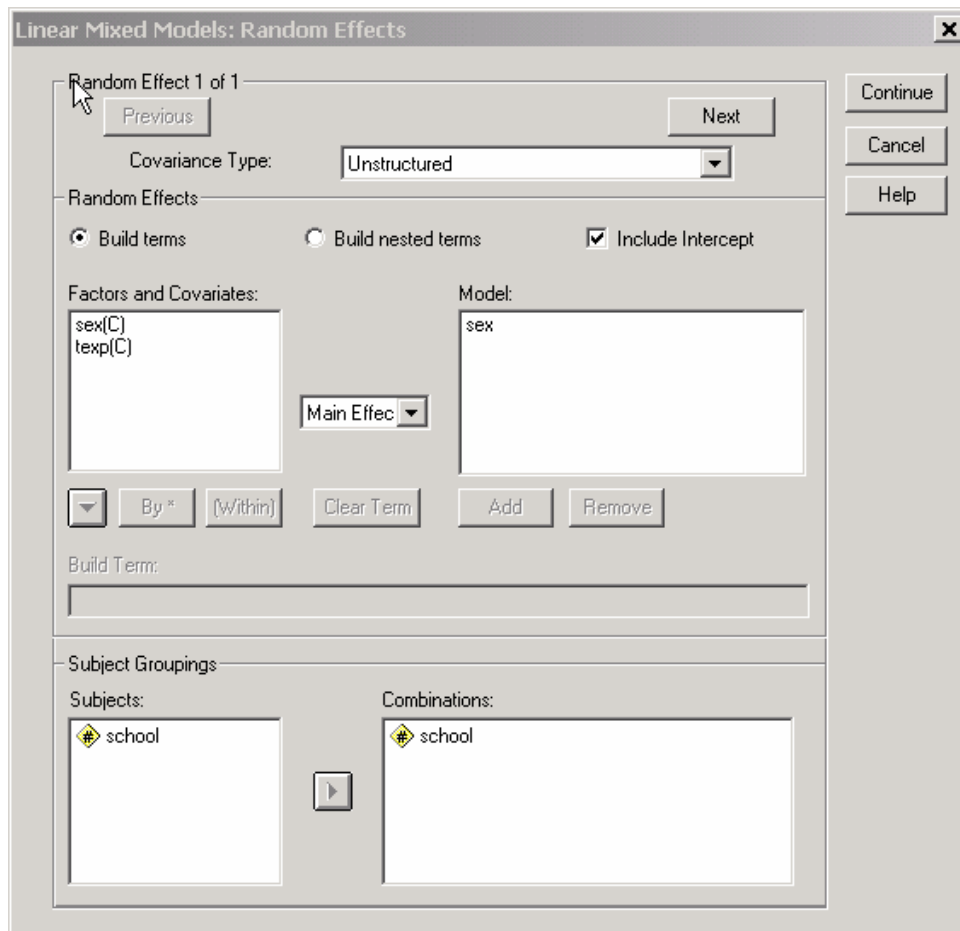 Linear Mixed Models: Random Effects
Random Effect 1 of 1
Previous
Next
Covariance Type:
Unstructured
Continue
Cancel
Help
Random Effects
Build terms
Build nested terms
Include Intercept
Factors and Covariates:
sex(C)
texp(C)
Main Effec
Model:
sex
By *
(Within)
Clear Term
Add
Remove
Build Term:
Subject Groupings
Subjects:
school
Combinations:
school